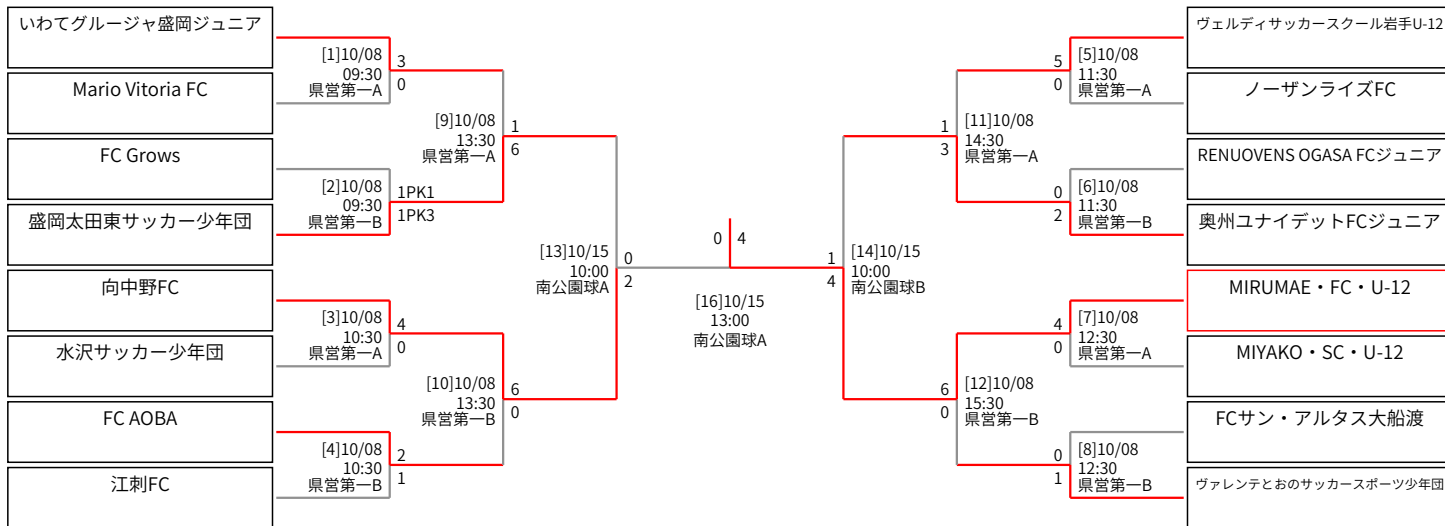 いわてグルージャ盛岡ジュニア
Mario Vitoria FC
FC Grows
盛岡太田東サッカー少年団
向中野FC
水沢サッカー少年団
FC AOBA
江刺FC
[1]10/08
09:30
県営第一A
3
0
[2]10/08
09:30
県営第一B
1PK1
1PK3
[3]10/08
10:30
県営第一A
4
0
[4]10/08
10:30
県営第一B
2
1
[9]10/08
13:30
県営第一A
1
6
[10]10/08
13:30
県営第一B
6
0
[13]10/15
10:00
南公園球A
0
2
0 4
[16]10/15
13:00
南公園球A
1
4
[14]10/15
10:00
南公園球B
1
3
[11]10/08
14:30
県営第一A
6
0
[12]10/08
15:30
県営第一B
5
0
[5]10/08
11:30
県営第一A
0
2
[6]10/08
11:30
県営第一B
4
0
[7]10/08
12:30
県営第一A
0
1
[8]10/08
12:30
県営第一B
ヴェルディサッカースクール岩手U-12
ノーザンライズFC
RENUOVENS OGASA FCジュニア
奥州ユナイデットFCジュニア
MIRUMAE・FC・U-12
MIYAKO・SC・U-12
FCサン・アルタス大船渡
ヴァレンテとおのサッカースポーツ少年団